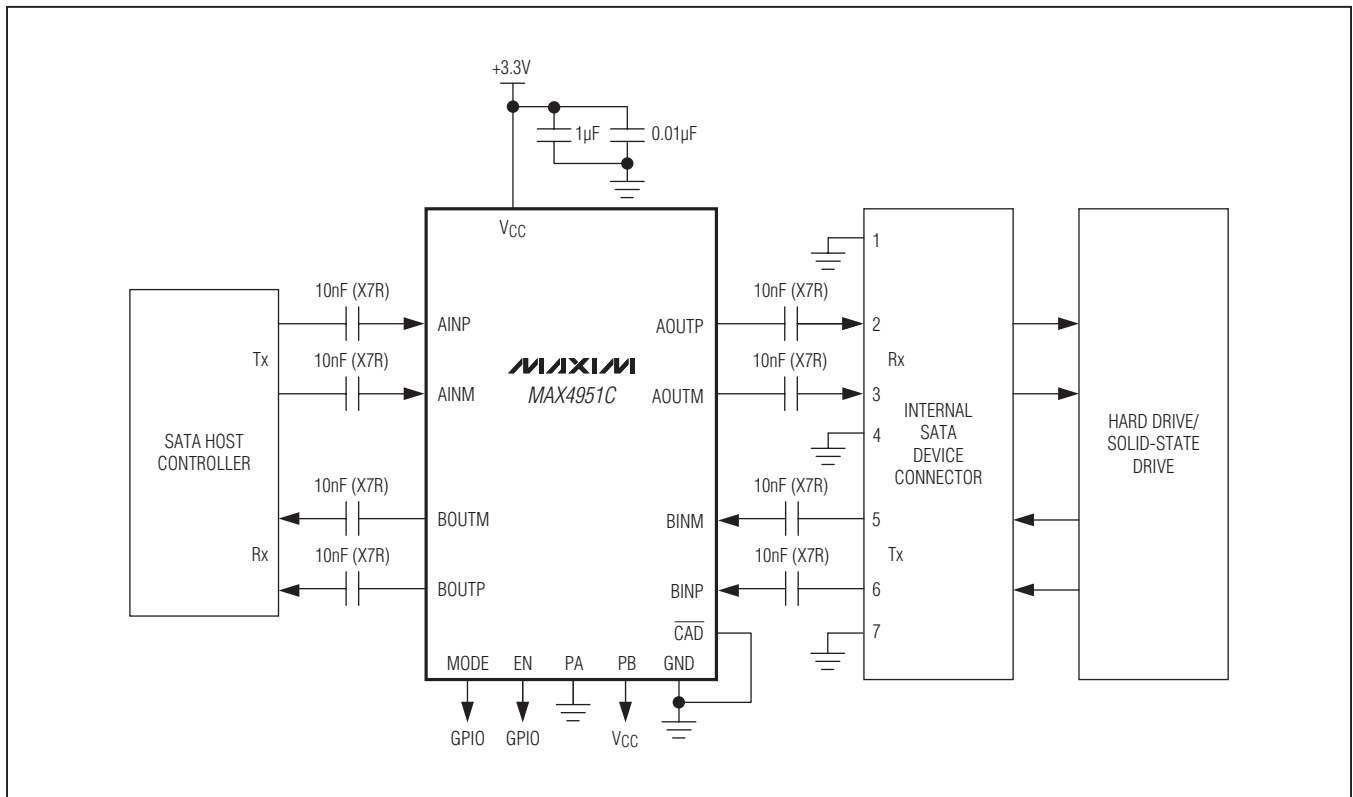 +3.3V
1µF
0.01µF
VCC
10nF (X7R)
10nF (X7R)
10nF (X7R)
10nF (X7R)
Tx
Rx
SATA HOST
CONTROLLER
AINP
AINM
BOUTM
BOUTP
MAXIM
MAX4951C
AOUTP
AOUTM
BINM
BINP
CAD
MODE
EN
PA
PB
GND
GPIO
GPIO
VCC
10nF (X7R)
10nF (X7R)
10nF (X7R)
10nF (X7R)
1
2
Rx
3
4
5
Tx
6
7
INTERNAL
SATA
DEVICE
CONNECTOR
HARD DRIVE/
SOLID-STATE
DRIVE